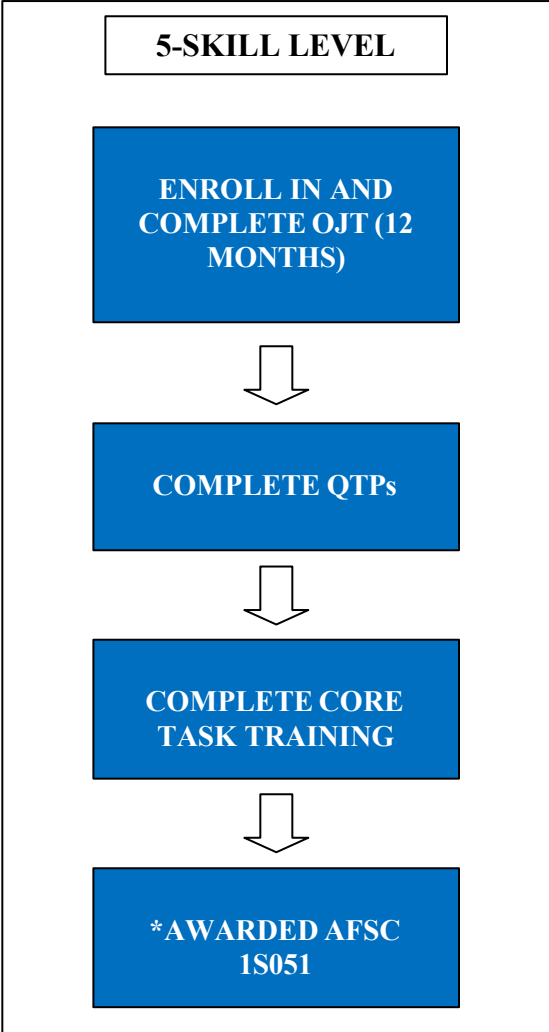 5-SKILL LEVEL
ENROLL IN AND
COMPLETE OJT (12
MONTHS)
COMPLETE QTPs
COMPLETE CORE
TASK TRAINING
*AWARDED AFSC
1S051